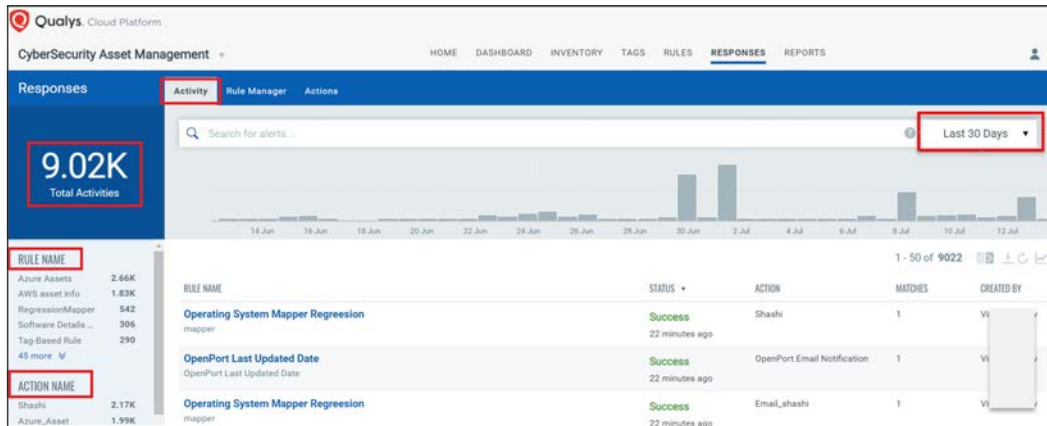 Qualys. Cloud Platform
CyberSecurity Asset Management
HOME DASHBOARD INVENTORY TAGS RULES RESPONSES REPORTS
Responses
Activity Rule Manager Actions
Search for alerts...
Last 30 Days
9.02K
Total Activities
14 Jun 16 Jun 18 Jun 20 Jun 22 Jun 24 Jun 26 Jun 28 Jun 30 Jun 2 Jul 4 Jul 6 Jul 8 Jul 10 Jul 12 Jul
1 - 50 of 9022
RULE NAME
Azure Assets 2.66K
AWS asset info 1.83K
RegressionMapper 542
Software Details ... 306
Tag-Based Rule 290
45 more
ACTION NAME
Shashi 2.17K
Azure_Asset 1.99K
RULE NAME STATUS ACTION MATCHES CREATED BY
Operating System Mapper Regreesion Success Shashi 1
mapper 22 minutes ago
OpenPort Last Updated Date Success OpenPort Email Notification 1
OpenPort Last Updated Date 22 minutes ago
Operating System Mapper Regreesion Success Email_shashi 1
mapper 22 minutes ago